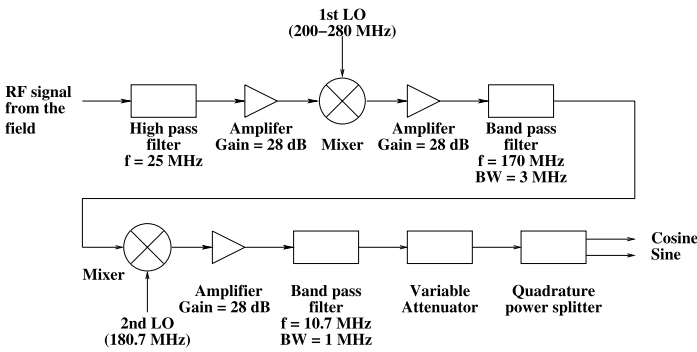 1st LO
(200−280 MHz)
RF signal
from the
field
High pass
filter
f = 25 MHz
Amplifer
Gain = 28 dB
Mixer
Amplifer
Gain = 28 dB
Band pass
filter
f = 170 MHz
BW = 3 MHz
Mixer
2nd LO
(180.7 MHz)
Amplifier
Gain = 28 dB
Band pass
filter
f = 10.7 MHz
BW = 1 MHz
Variable
Attenuator
Quadrature
power splitter
Cosine
Sine